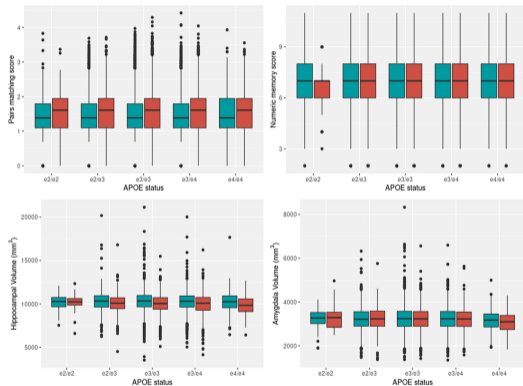 Pairs matching score
4
3
2
1
0
e2/e2 e2/e3 e3/e3 e3/e4 e4/e4
APOE status
Numeric memory score
9
6
3
e2/e2 e2/e3 e3/e3 e3/e4 e4/e4
APOE status
Hippocampal Volume (mm³)
20000
15000
10000
5000
e2/e2 e2/e3 e3/e3 e3/e4 e4/e4
APOE status
Amygdala Volume (mm³)
8000
6000
4000
2000
e2/e2 e2/e3 e3/e3 e3/e4 e4/e4
APOE status